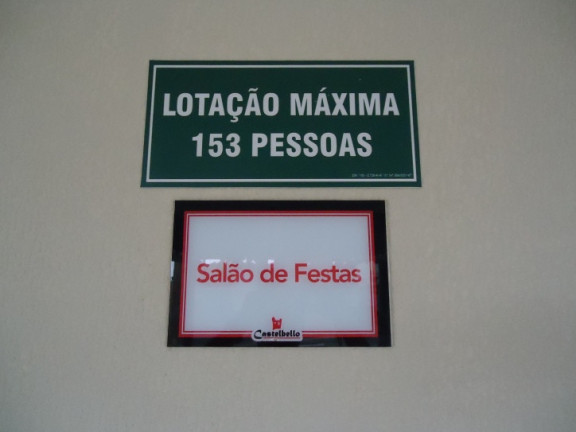 LOTAÇÃO MÁXIMA
153 PESSOAS
Salão de Festas
Castelbello